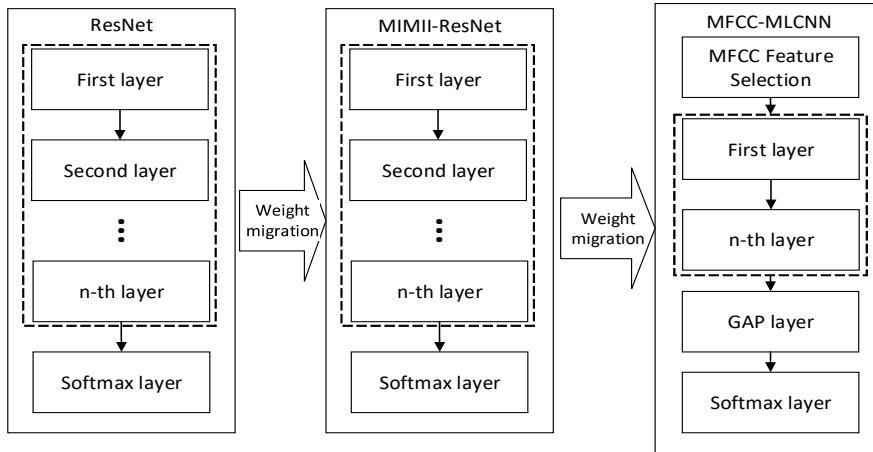 ResNet
First layer
Second layer
n-th layer
Softmax layer
Weight
migration
MIMII-ResNet
First layer
Second layer
n-th layer
Softmax layer
Weight
migration
MFCC-MLCNN
MFCC Feature
Selection
First layer
n-th layer
GAP layer
Softmax layer